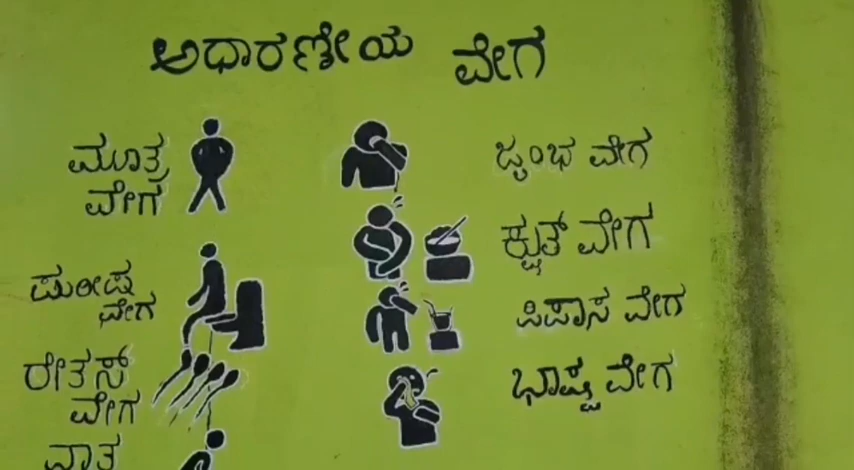 ಅಧಾರಣೀಯ ವೇಗ
ಮೂತ್ರ
ವೇಗ
ಪುರೀಷ
ವೇಗ
ರೇತಸ್
ವೇಗ
ವಾತ
ಜೃಂಭ ವೇಗ
ಕ್ಷುತ್ ವೇಗ
ಪಿಪಾಸ ವೇಗ
ಭಾಷ್ಪ ವೇಗ